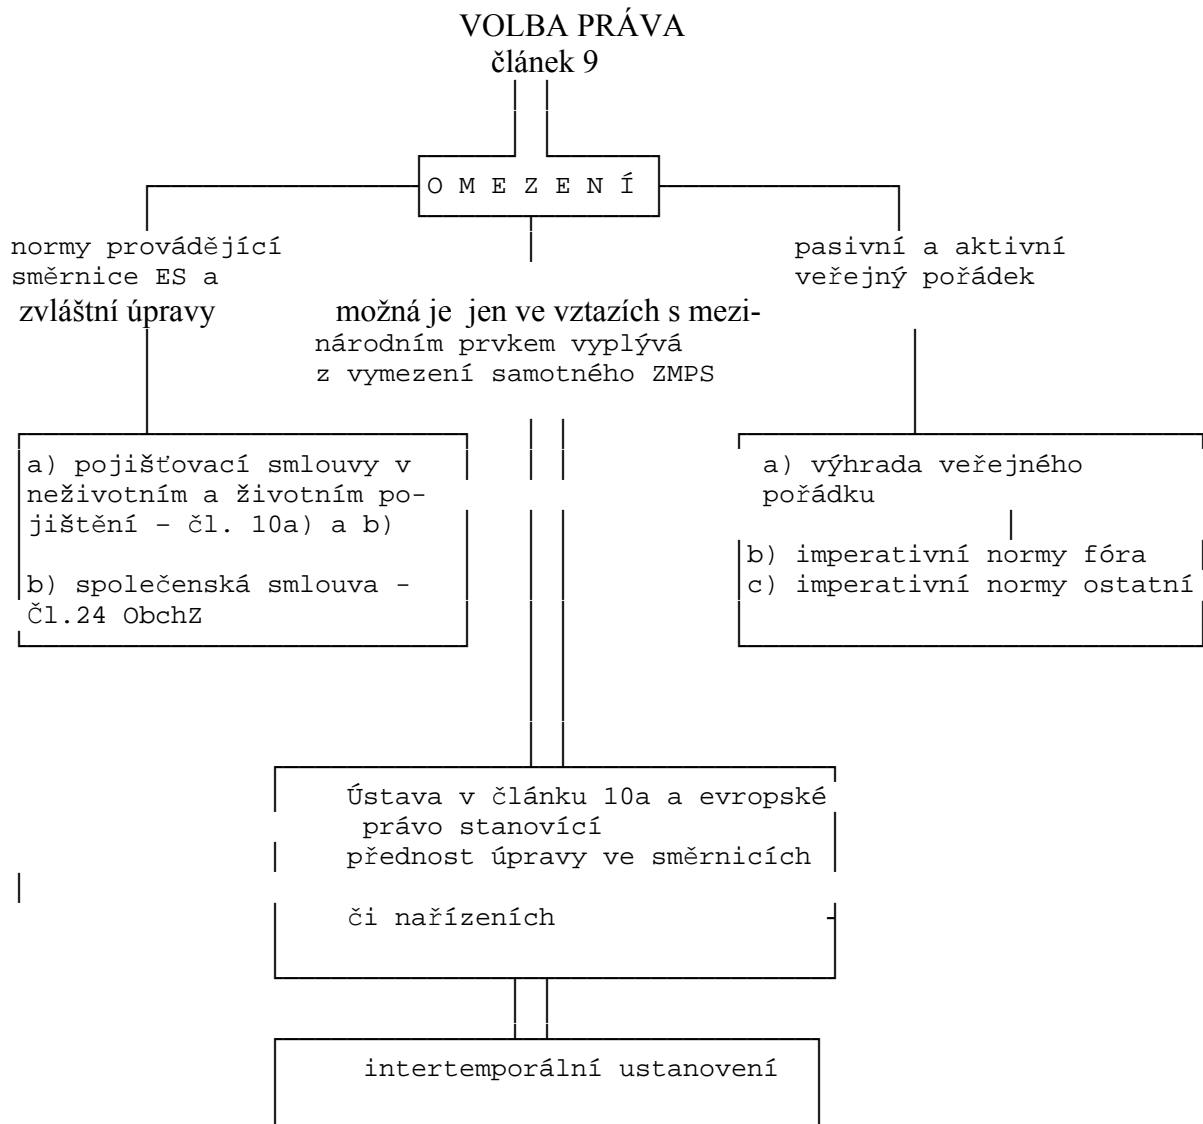 VOLBA PRÁVA
článek 9
O M E Z E N Í
normy provádějící
směrnice ES a
zvláštní úpravy
možná je jen ve vztazích s mezi-
národním prvkem vyplývá
z vymezení samotného ZMPS
pasivní a aktivní
veřejný pořádek
a) pojišťovací smlouvy v
neživotním a životním po-
jištění – čl. 10a) a b)
b) společenská smlouva -
Čl.24 ObchZ
a) výhrada veřejného
pořádku
b) imperativní normy fóra
c) imperativní normy ostatní
Ústava v článku 10a a evropské
právo stanovící
přednost úpravy ve směrnicích
či nařízeních
intertemporální ustanovení